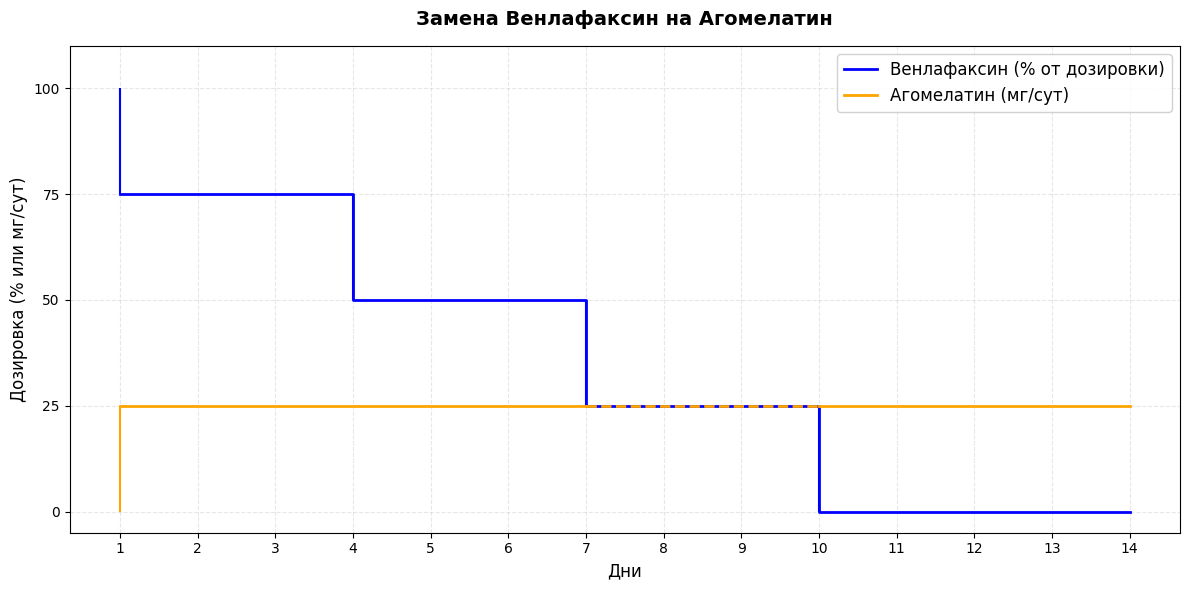 Замена Венлафаксин на Агомелатин
Венлафаксин (% от дозировки)
Агомелатин (мг/сут)
Дозировка (% или мг/сут)
100
75
50
25
0
1 2 3 4 5 6 7 8 9 10 11 12 13 14
Дни